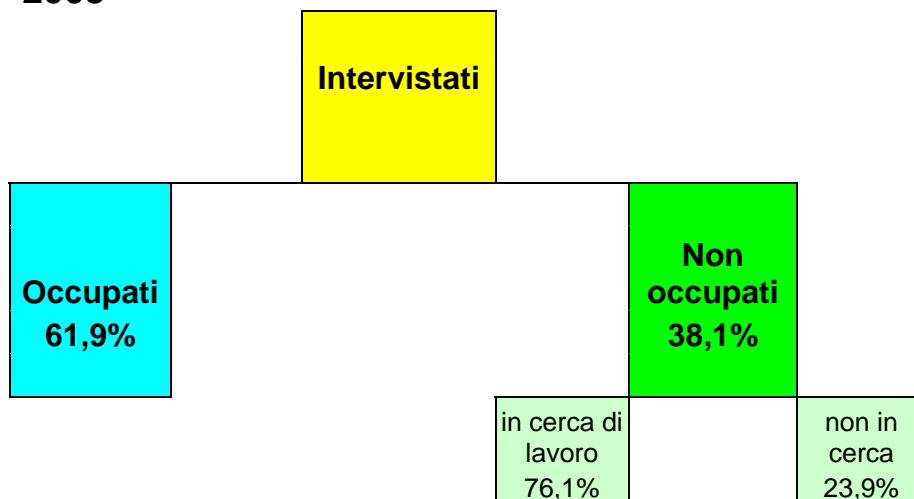 Intervistati
Occupati
61,9%
Non
occupati
38,1%
in cerca di
lavoro
76,1%
non in
cerca
23,9%